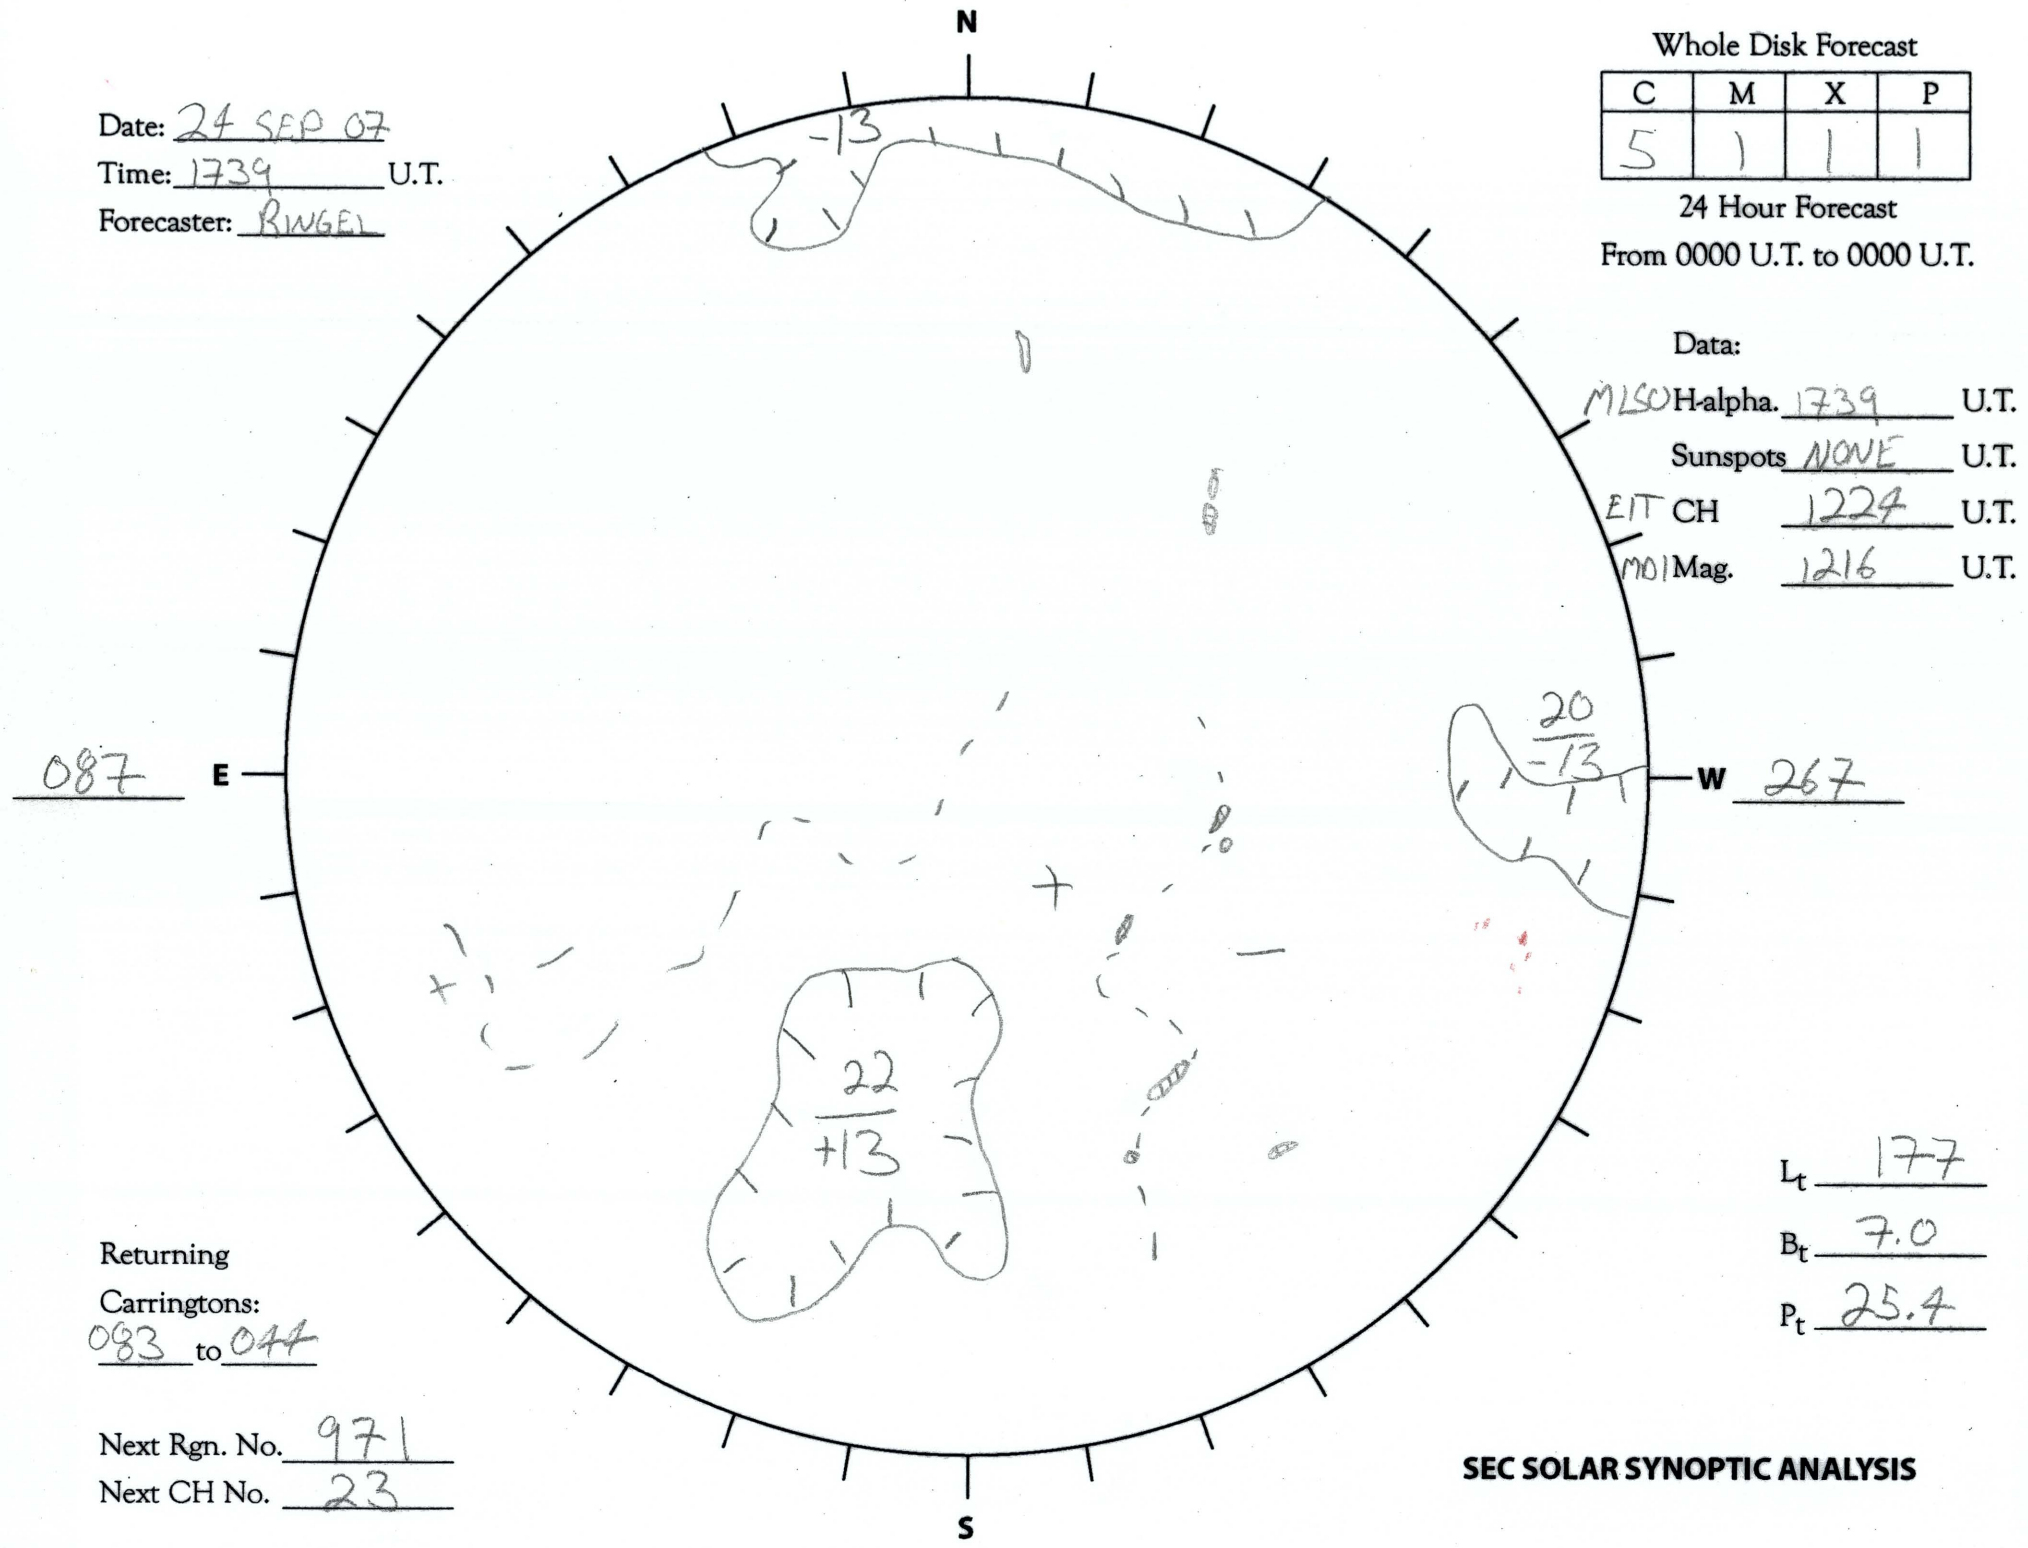 N
Date: 24 SEP 07
Time: 1739 U.T.
Forecaster: RINGEL
Whole Disk Forecast
C M X P
5 1 1 1
24 Hour Forecast
From 0000 U.T. to 0000 U.T.
-13
Data:
MLSO H-alpha. 1739 U.T.
Sunspots NONE U.T.
EIT CH 1224 U.T.
MDI Mag. 1216 U.T.
20
-13
087 E
W 267
+
+
—
22
+13
Lt 177
Bt 7.0
Pt 25.4
Returning
Carringtons:
083 to 044
Next Rgn. No. 971
Next CH No. 23
SEC SOLAR SYNOPTIC ANALYSIS
S